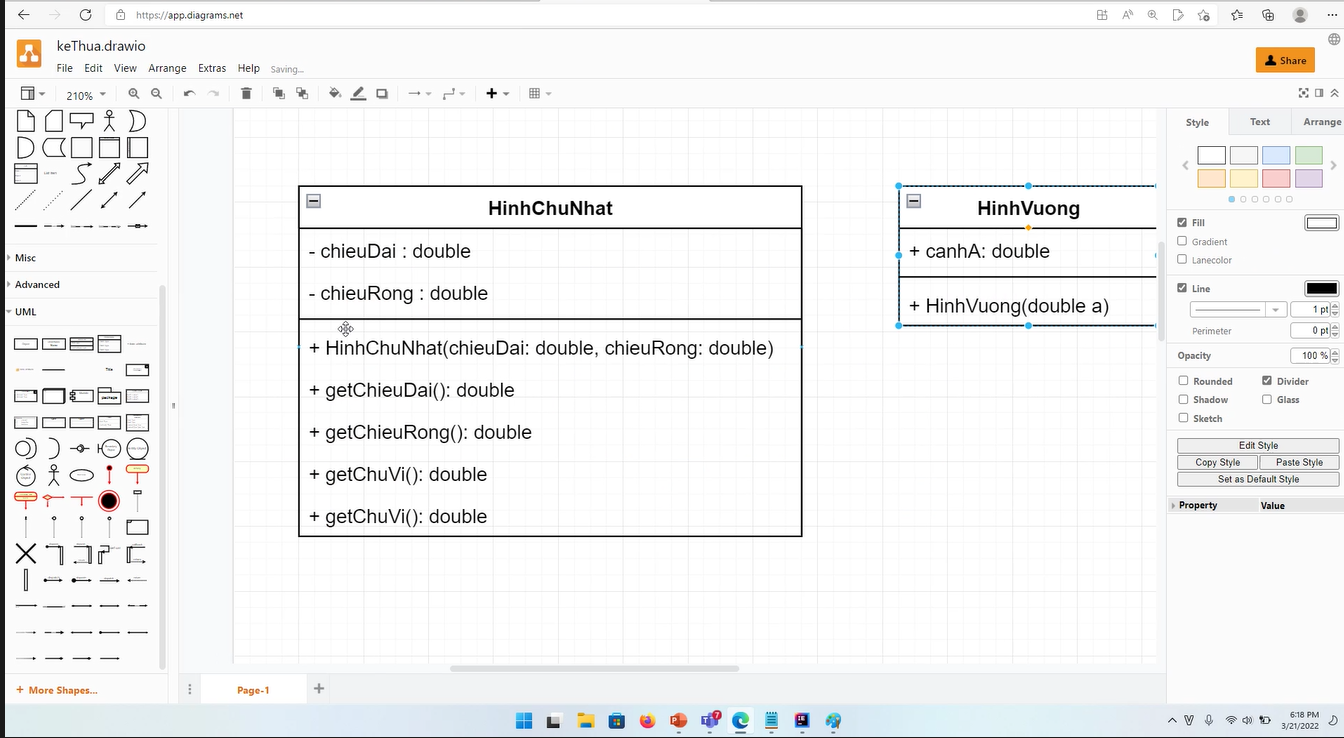 https://app.diagrams.net
keThua.drawio
File Edit View Arrange Extras Help Saving...
Share
210%
Style Text Arrange
HinhChuNhat
- chieuDai : double
- chieuRong : double
+ HinhChuNhat(chieuDai: double, chieuRong: double)
+ getChieuDai(): double
+ getChieuRong(): double
+ getChuVi(): double
+ getChuVi(): double
HinhVuong
+ canhA: double
+ HinhVuong(double a)
Misc
Advanced
UML
+ More Shapes...
Page-1
Fill
Gradient
Lanecolor
Line
1 pt
Perimeter 0 pt
Opacity 100 %
Rounded Divider
Shadow Glass
Sketch
Edit Style
Copy Style Paste Style
Set as Default Style
Property Value
7
6:18 PM
3/21/2022